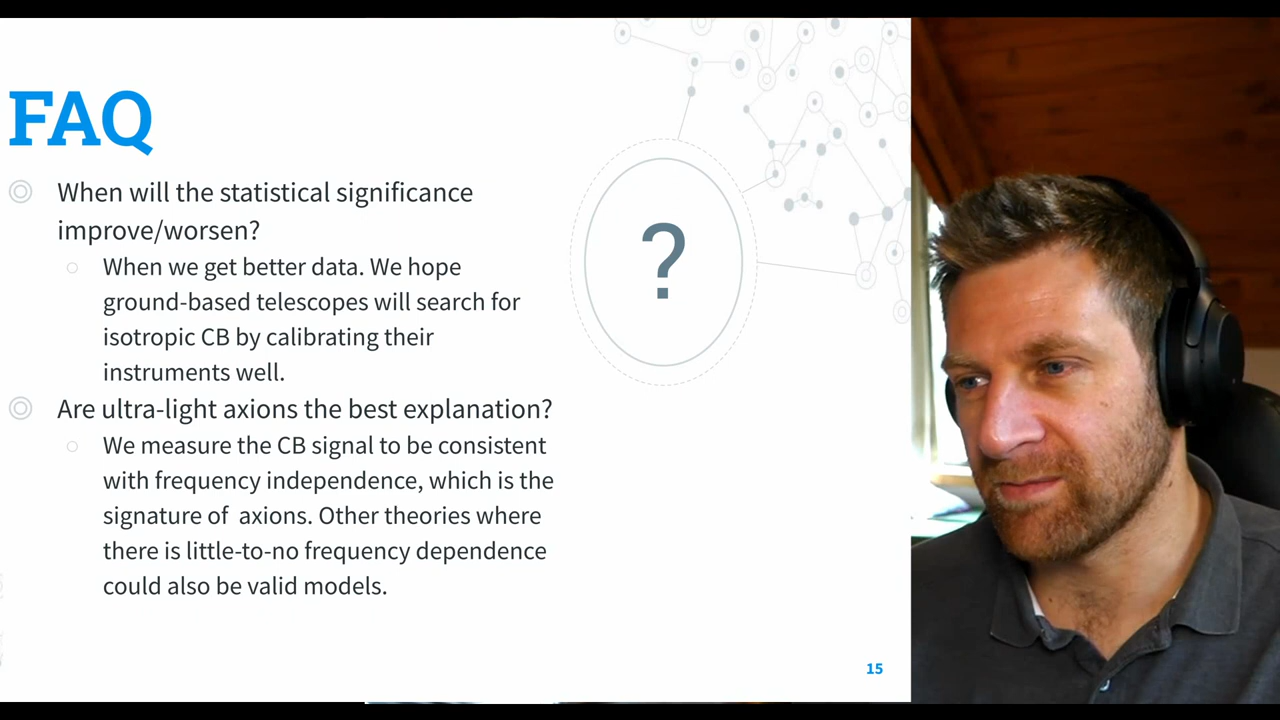 FAQ
When will the statistical significance
improve/worsen?
When we get better data. We hope
ground-based telescopes will search for
isotropic CB by calibrating their
instruments well.
Are ultra-light axions the best explanation?
We measure the CB signal to be consistent
with frequency independence, which is the
signature of axions. Other theories where
there is little-to-no frequency dependence
could also be valid models.
?
15